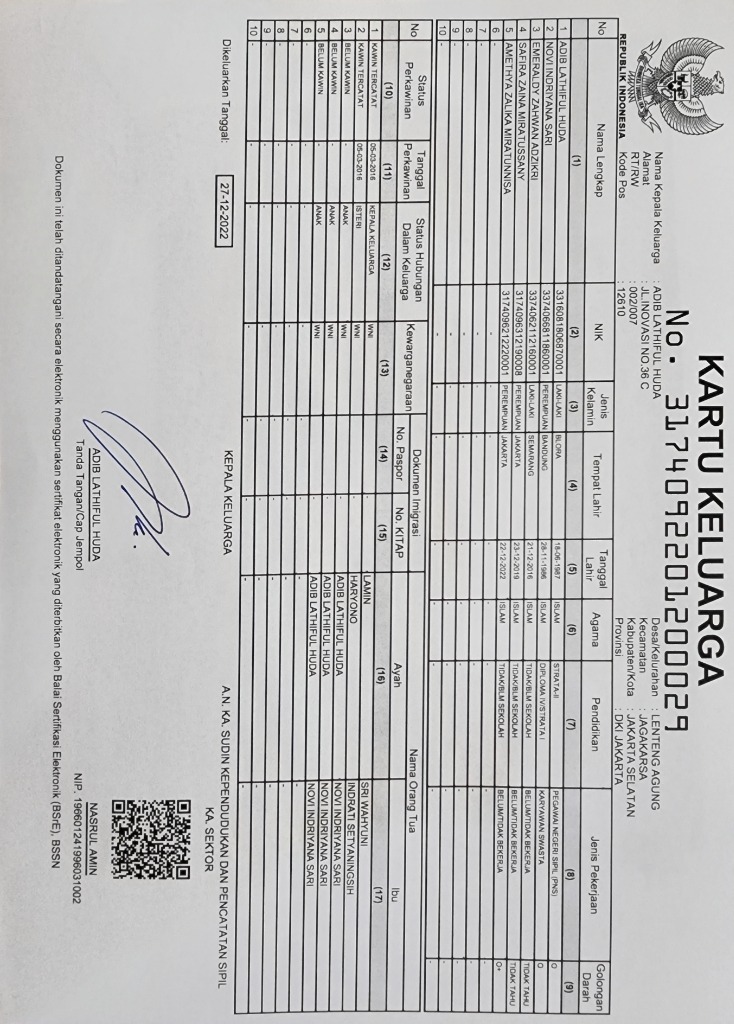 KARTU KELUARGA
No. 3174092201200029
REPUBLIK INDONESIA
Nama Kepala Keluarga : ADIB LATHIFUL HUDA
Alamat : JL.INOVASI NO.36 C
RT/RW : 002/007
Kode Pos : 12610
Desa/Kelurahan : LENTENG AGUNG
Kecamatan : JAGAKARSA
Kabupaten/Kota : JAKARTA SELATAN
Provinsi : DKI JAKARTA
No Nama Lengkap NIK Jenis Kelamin Tempat Lahir Tanggal Lahir Agama Pendidikan Jenis Pekerjaan Golongan Darah
(1) (2) (3) (4) (5) (6) (7) (8) (9)
1 ADIB LATHIFUL HUDA 3316081806870001 LAKI-LAKI BLORA 18-06-1987 ISLAM STRATA-II PEGAWAI NEGERI SIPIL (PNS) O
2 NOVI INDRIYANA SARI 3374066811860001 PEREMPUAN BANDUNG 28-11-1986 ISLAM DIPLOMA IV/STRATA I KARYAWAN SWASTA O
3 EMERALDY ZAHWAN ADZIKRI 3374062112160001 LAKI-LAKI SEMARANG 21-12-2016 ISLAM TIDAK/BLM SEKOLAH BELUM/TIDAK BEKERJA TIDAK TAHU
4 SAFIRA ZAINA MIRATUSSANY 3174096312190008 PEREMPUAN JAKARTA 23-12-2019 ISLAM TIDAK/BLM SEKOLAH BELUM/TIDAK BEKERJA TIDAK TAHU
5 AMETHYA ZALIKA MIRATUNNISA 3174096212220001 PEREMPUAN JAKARTA 22-12-2022 ISLAM TIDAK/BLM SEKOLAH BELUM/TIDAK BEKERJA O+
6 - - - - - - - - -
7 - - - - - - - - -
8 - - - - - - - - -
9 - - - - - - - - -
10 - - - - - - - - -
No Status Perkawinan Tanggal Perkawinan Status Hubungan Dalam Keluarga Kewarganegaraan Dokumen Imigrasi Nama Orang Tua
No. Paspor No. KITAP Ayah Ibu
(10) (11) (12) (13) (14) (15) (16) (17)
1 KAWIN TERCATAT 05-03-2016 KEPALA KELUARGA WNI - - LAMIN SRI WAHYUNI
2 KAWIN TERCATAT 05-03-2016 ISTERI WNI - - HARYONO INDRATI SETYANINGSIH
3 BELUM KAWIN - ANAK WNI - - ADIB LATHIFUL HUDA NOVI INDRIYANA SARI
4 BELUM KAWIN - ANAK WNI - - ADIB LATHIFUL HUDA NOVI INDRIYANA SARI
5 BELUM KAWIN - ANAK WNI - - ADIB LATHIFUL HUDA NOVI INDRIYANA SARI
6 - - - - - - - -
7 - - - - - - - -
8 - - - - - - - -
9 - - - - - - - -
10 - - - - - - - -
Dikeluarkan Tanggal : 27-12-2022
KEPALA KELUARGA
ADIB LATHIFUL HUDA
Tanda Tangan/Cap Jempol
A.N. KA. SUDIN KEPENDUDUKAN DAN PENCATATAN SIPIL
KA. SEKTOR
NASRUL AMIN
NIP. 196601241996031002
Dokumen ini telah ditandatangani secara elektronik menggunakan sertifikat elektronik yang diterbitkan oleh Balai Sertifikasi Elektronik (BSrE), BSSN